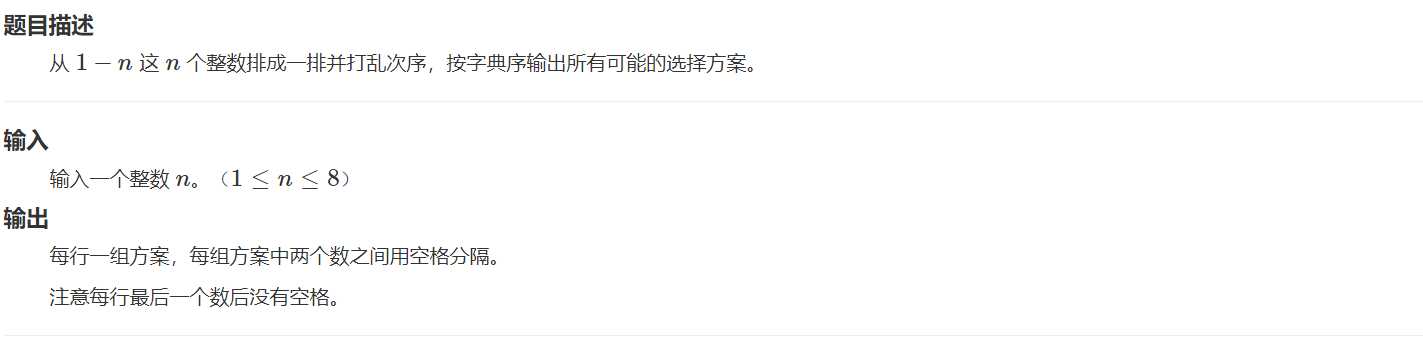 题目描述
从 1 − n 这 n 个整数排成一排并打乱次序，按字典序输出所有可能的选择方案。
输入
输入一个整数 n。（1 ≤ n ≤ 8）
输出
每行一组方案，每组方案中两个数之间用空格分隔。
注意每行最后一个数后没有空格。